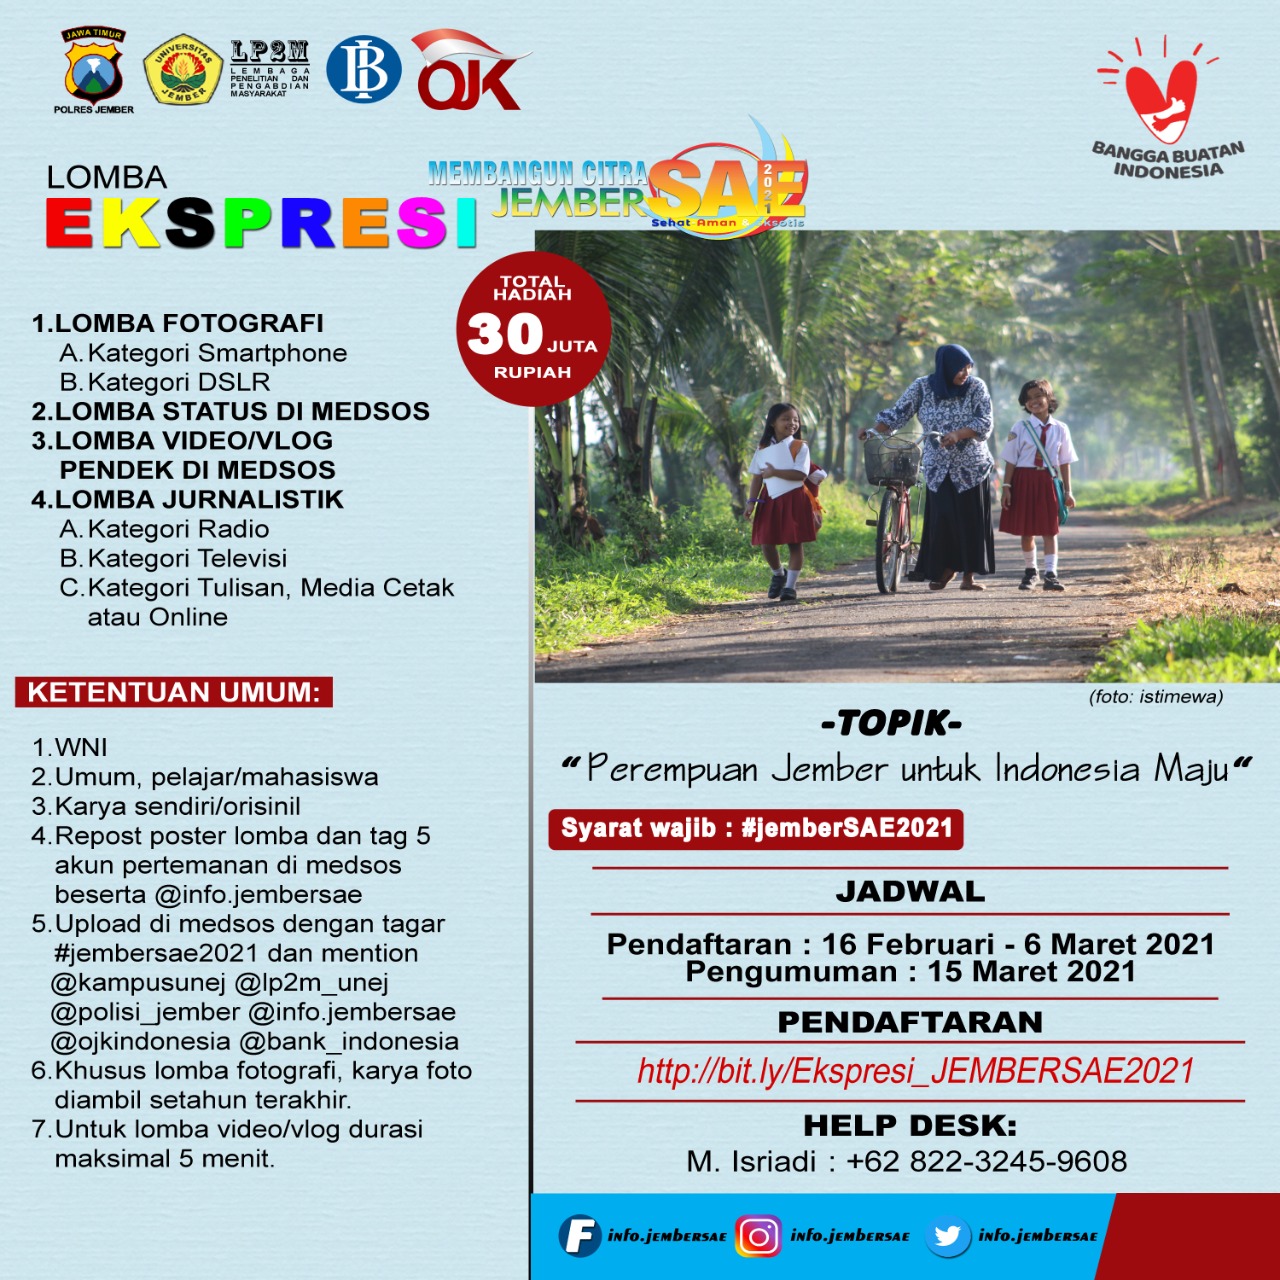 JAWA TIMUR
POLRES JEMBER
UNIVERSITAS
JEMBER
LP2M
LEMBAGA
PENELITIAN DAN
PENGABDIAN
MASYARAKAT
BI
OJK
BANGGA BUATAN
INDONESIA
LOMBA
EKSPRESI
MEMBANGUN CITRA
JEMBER SAE
2021
Sehat Aman & Eksotis
TOTAL
HADIAH
30 JUTA
RUPIAH
1.LOMBA FOTOGRAFI
A.Kategori Smartphone
B.Kategori DSLR
2.LOMBA STATUS DI MEDSOS
3.LOMBA VIDEO/VLOG
PENDEK DI MEDSOS
4.LOMBA JURNALISTIK
A.Kategori Radio
B.Kategori Televisi
C.Kategori Tulisan, Media Cetak
atau Online
KETENTUAN UMUM:
1.WNI
2.Umum, pelajar/mahasiswa
3.Karya sendiri/orisinil
4.Repost poster lomba dan tag 5
akun pertemanan di medsos
beserta @info.jembersae
5.Upload di medsos dengan tagar
#jembersae2021 dan mention
@kampusunej @lp2m_unej
@polisi_jember @info.jembersae
@ojkindonesia @bank_indonesia
6.Khusus lomba fotografi, karya foto
diambil setahun terakhir.
7.Untuk lomba video/vlog durasi
maksimal 5 menit.
(foto: istimewa)
-TOPIK-
“Perempuan Jember untuk Indonesia Maju“
Syarat wajib : #jemberSAE2021
JADWAL
Pendaftaran : 16 Februari - 6 Maret 2021
Pengumuman : 15 Maret 2021
PENDAFTARAN
http://bit.ly/Ekspresi_JEMBERSAE2021
HELP DESK:
M. Isriadi : +62 822-3245-9608
info.jembersae info.jembersae info.jembersae